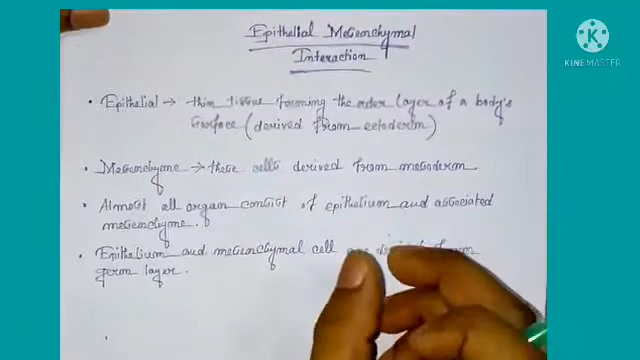 Epithelial Mesenchymal
Interaction
KINEMASTER
• Epithelial → thin tissue forming the outer layer of a body's
surface (derived from ectoderm)
• Mesenchyme → these cells derived from mesoderm.
• Almost all organ consist of epithelium and associated
mesenchyme.
• Epithelium and mesenchymal cell are
germ layer.